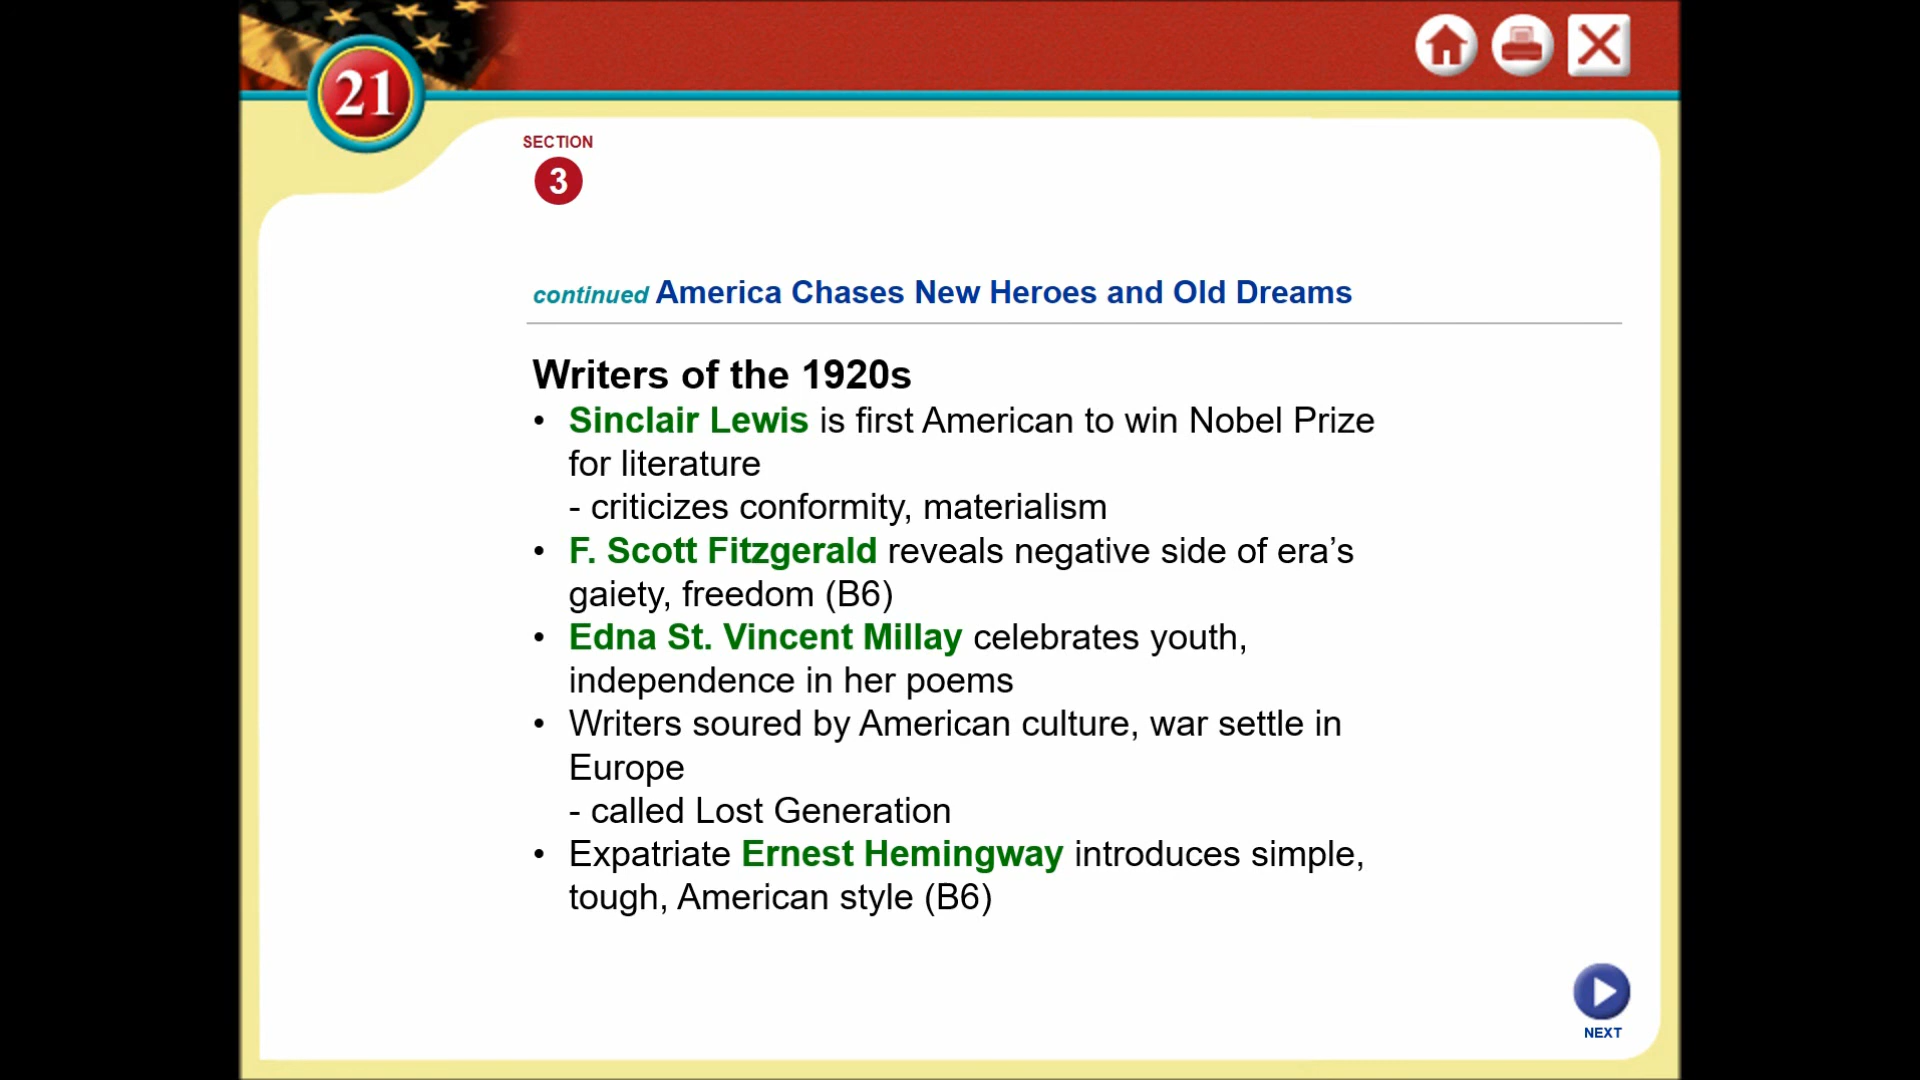 21
SECTION
3
continued America Chases New Heroes and Old Dreams
Writers of the 1920s
• Sinclair Lewis is first American to win Nobel Prize
for literature
- criticizes conformity, materialism
• F. Scott Fitzgerald reveals negative side of era’s
gaiety, freedom (B6)
• Edna St. Vincent Millay celebrates youth,
independence in her poems
• Writers soured by American culture, war settle in
Europe
- called Lost Generation
• Expatriate Ernest Hemingway introduces simple,
tough, American style (B6)
NEXT